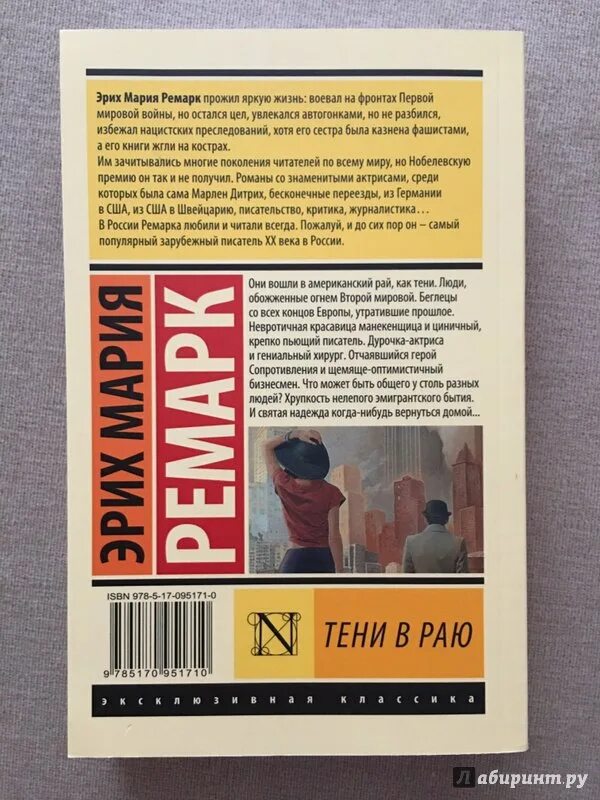 Эрих Мария Ремарк прожил яркую жизнь: воевал на фронтах Первой
мировой войны, но остался цел, увлекался автогонками, но не разбился,
избежал нацистских преследований, хотя его сестра была казнена фашистами,
а его книги жгли на кострах.
Им зачитывались многие поколения читателей по всему миру, но Нобелевскую
премию он так и не получил. Романы со знаменитыми актрисами, среди
которых была сама Марлен Дитрих, бесконечные переезды, из Германии
в США, из США в Швейцарию, писательство, критика, журналистика...
В России Ремарка любили и читали всегда. Пожалуй, и до сих пор он – самый
популярный зарубежный писатель XX века в России.
ЭРИХ МАРИЯ
РЕМАРК
Они вошли в американский рай, как тени. Люди,
обожженные огнем Второй мировой. Беглецы
со всех концов Европы, утратившие прошлое.
Невротичная красавица манекенщица и циничный,
крепко пьющий писатель. Дурочка-актриса
и гениальный хирург. Отчаявшийся герой
Сопротивления и щемяще-оптимистичный
бизнесмен. Что может быть общего у столь разных
людей? Хрупкость нелепого эмигрантского бытия.
И святая надежда когда-нибудь вернуться домой...
ISBN 978-5-17-095171-0
9 785170 951710
N
ТЕНИ В РАЮ
эксклюзивная классика
Лабиринт.ру